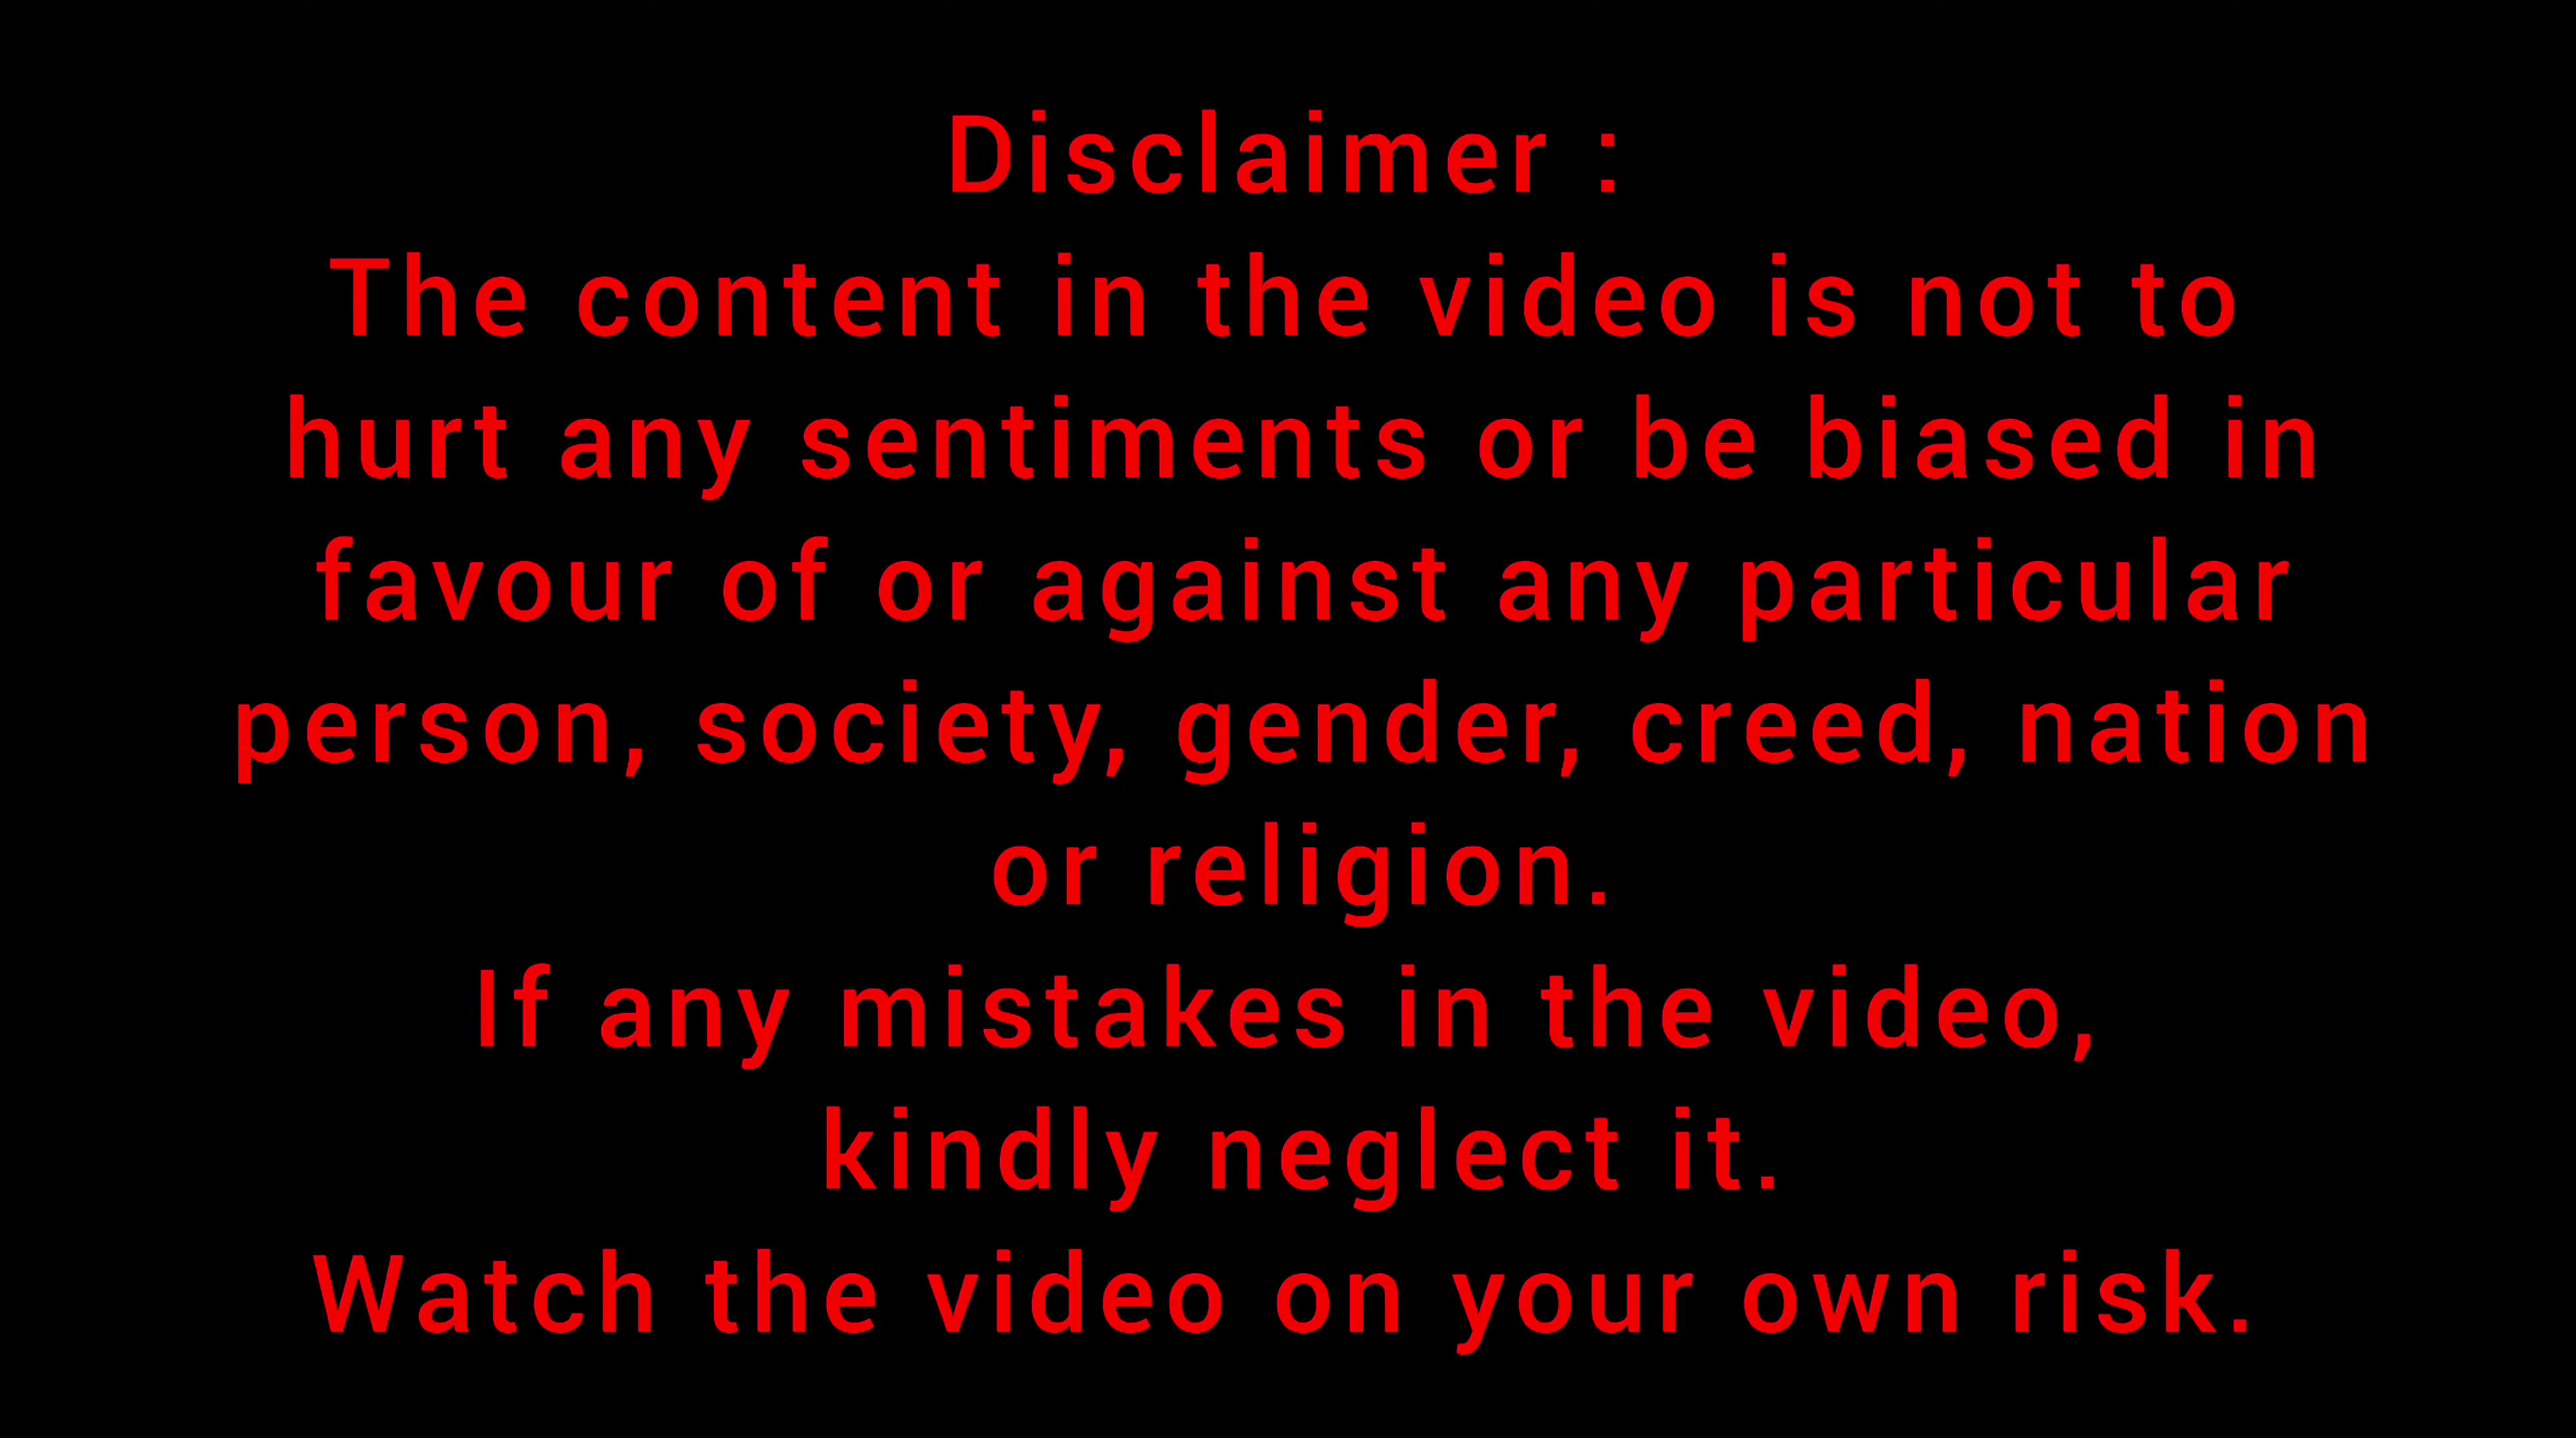 Disclaimer :
The content in the video is not to
hurt any sentiments or be biased in
favour of or against any particular
person, society, gender, creed, nation
or religion.
If any mistakes in the video,
kindly neglect it.
Watch the video on your own risk.